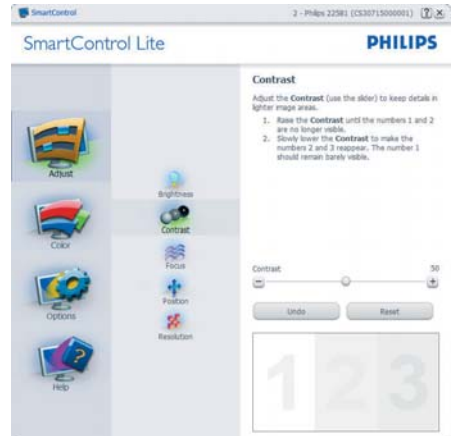 SmartControl
2 - Philips 22581 (CS30715000001)
SmartControl Lite
PHILIPS
Adjust
Color
Options
Help
Brightness
Contrast
Focus
Position
Resolution
Contrast
Adjust the Contrast (use the slider) to keep details in
lighter image areas.
1. Raise the Contrast until the numbers 1 and 2
are no longer visible.
2. Slowly lower the Contrast to make the
numbers 2 and 3 reappear. The number 1
should remain barely visible.
Contrast 50
Undo Reset
1 2 3